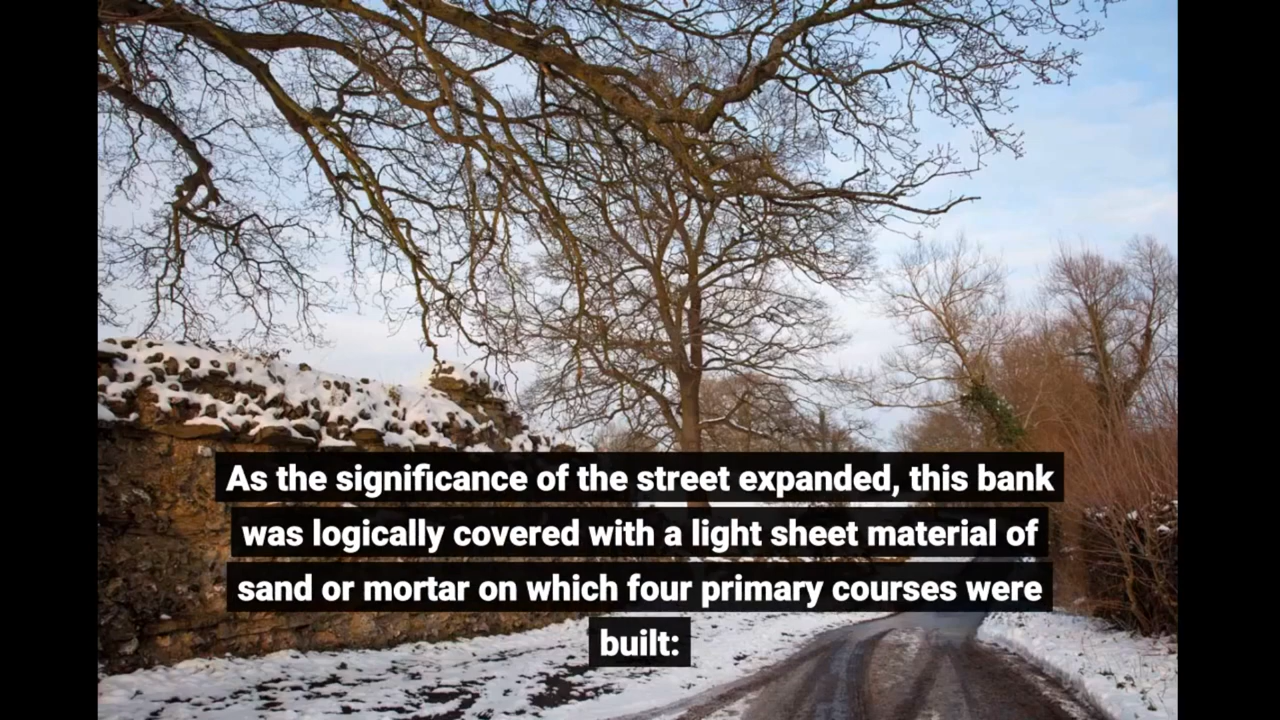 As the significance of the street expanded, this bank
was logically covered with a light sheet material of
sand or mortar on which four primary courses were
built: